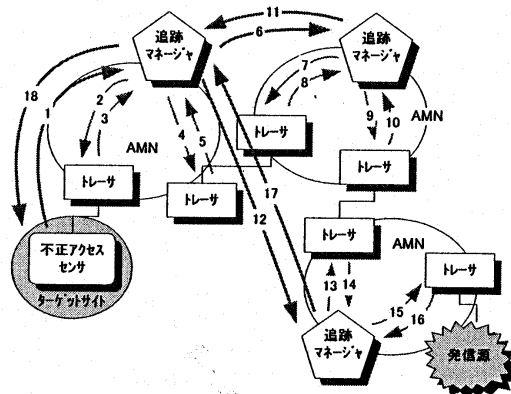 11
6
追跡
マネージャ
追跡
マネージャ
18
1
2
3
4
5
7
8
9
10
AMN
AMN
トレーサ
トレーサ
トレーサ
トレーサ
17
12
トレーサ
AMN
トレーサ
不正アクセス
センサ
ターゲットサイト
13
14
15
16
追跡
マネージャ
発信源